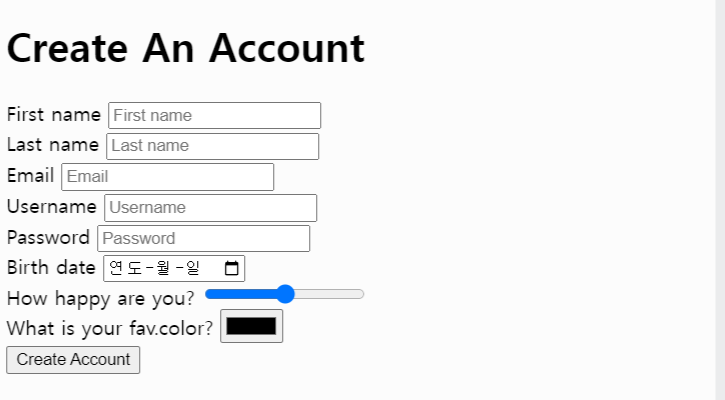 Create An Account
First name First name
Last name Last name
Email Email
Username Username
Password Password
Birth date 연도-월-일
How happy are you?
What is your fav.color?
Create Account